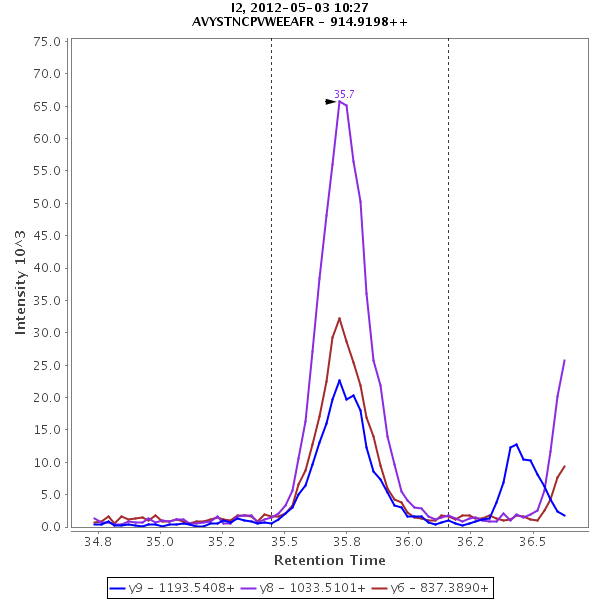 I2, 2012-05-03 10:27
AVYSTNCPVWEEAFR - 914.9198++
75.0
70.0
65.0
60.0
55.0
50.0
45.0
40.0
35.0
30.0
25.0
20.0
15.0
10.0
5.0
0.0
Intensity 10^3
35.7
34.8 35.0 35.2 35.5 35.8 36.0 36.2 36.5
Retention Time
y9 - 1193.5408+ y8 - 1033.5101+ y6 - 837.3890+